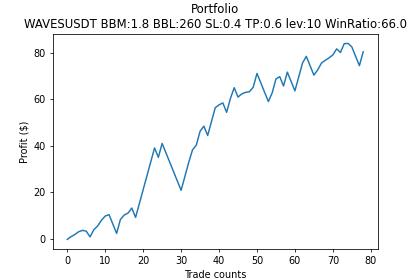 Portfolio
WAVESUSDT BBM:1.8 BBL:260 SL:0.4 TP:0.6 lev:10 WinRatio:66.0
80
60
40
20
0
Profit ($)
0 10 20 30 40 50 60 70 80
Trade counts